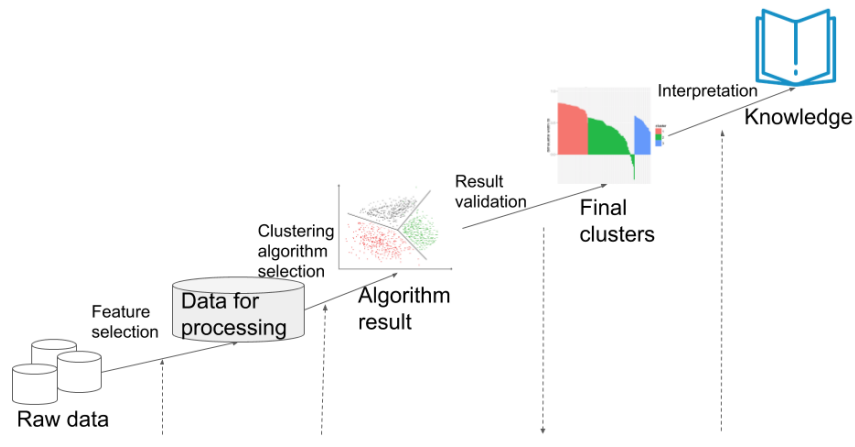 Interpretation
Knowledge
Result
validation
Final
clusters
Clustering
algorithm
selection
Algorithm
result
Data for
processing
Feature
selection
Raw data